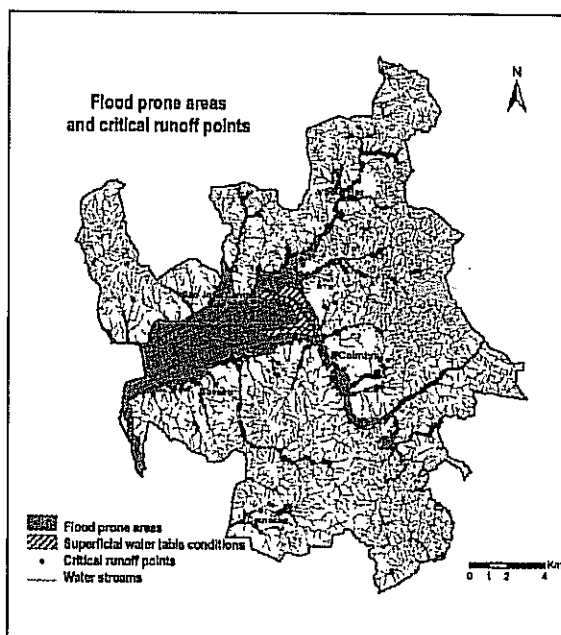 Flood prone areas
and critical runoff points
N
Flood prone areas
Superficial water table conditions
Critical runoff points
Water streams
0 1 2 4 Km